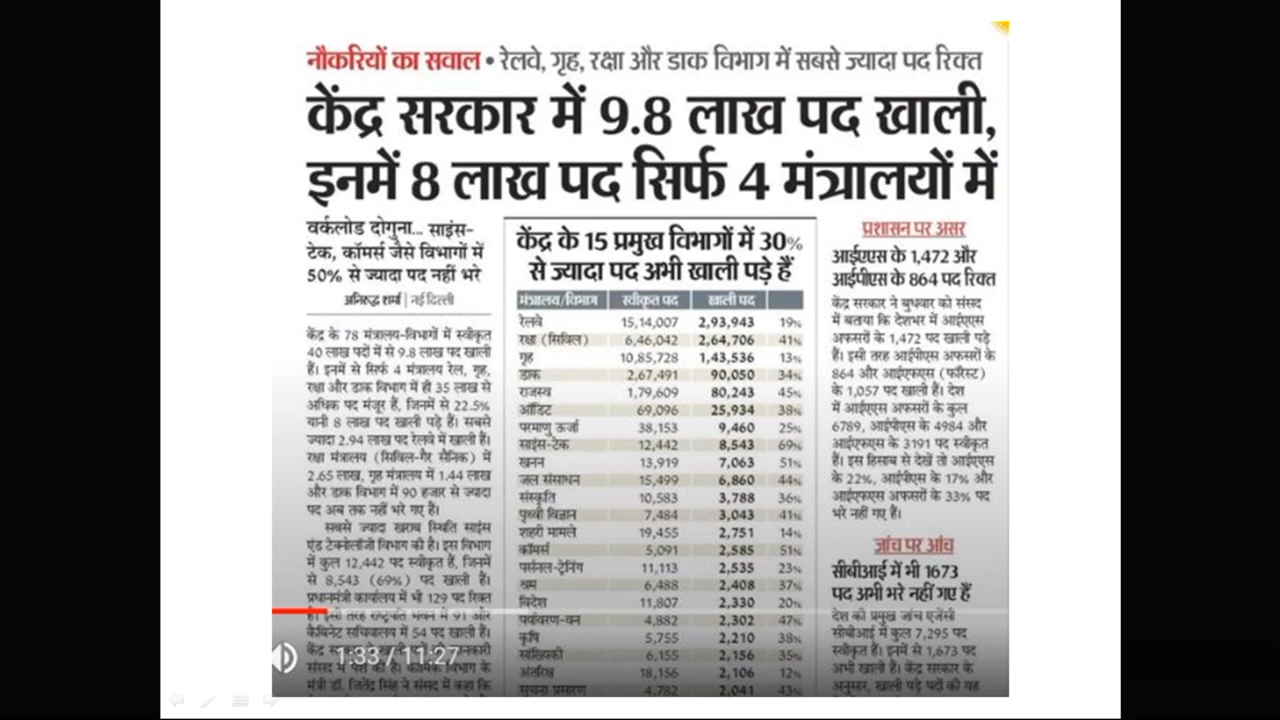 नौकरियों का सवाल • रेलवे, गृह, रक्षा और डाक विभाग में सबसे ज्यादा पद रिक्त
केंद्र सरकार में 9.8 लाख पद खाली,
इनमें 8 लाख पद सिर्फ 4 मंत्रालयों में
वर्कलोड दोगुना... साइंस-
टेक, कॉमर्स जैसे विभागों में
50% से ज्यादा पद नहीं भरे
अनिरुद्ध शर्मा | नई दिल्ली
केंद्र के 78 मंत्रालय-विभागों में स्वीकृत
40 लाख पदों में से 9.8 लाख पद खाली
हैं। इनमें से सिर्फ 4 मंत्रालय रेल, गृह,
रक्षा और डाक विभाग में ही 35 लाख से
अधिक पद मंजूर हैं, जिनमें से 22.5%
यानी 8 लाख पद खाली पड़े हैं। सबसे
ज्यादा 2.94 लाख पद रेलवे में खाली हैं।
रक्षा मंत्रालय (सिविल-गैर सैनिक) में
2.65 लाख, गृह मंत्रालय में 1.44 लाख
और डाक विभाग में 90 हजार से ज्यादा
पद अब तक नहीं भरे गए हैं।
सबसे ज्यादा खराब स्थिति साइंस
एंड टेक्नोलॉजी विभाग की है। इस विभाग
में कुल 12,442 पद स्वीकृत हैं, जिनमें
से 8,543 (69%) पद खाली हैं।
प्रधानमंत्री कार्यालय में भी 129 पद रिक्त
हैं। इसी तरह राष्ट्रपति भवन में 91 और
कैबिनेट सचिवालय में 54 पद खाली हैं।
केंद्र जानकारी
संसद में पेश की है। कार्मिक विभाग के
मंत्री डॉ. जितेंद्र सिंह ने संसद में कहा कि
केंद्र के 15 प्रमुख विभागों में 30%
से ज्यादा पद अभी खाली पड़े हैं
मंत्रालय/विभाग स्वीकृत पद खाली पद
रेलवे 15,14,007 2,93,943 19%
रक्षा (सिविल) 6,46,042 2,64,706 41%
गृह 10,85,728 1,43,536 13%
डाक 2,67,491 90,050 34%
राजस्व 1,79,609 80,243 45%
ऑडिट 69,096 25,934 38%
परमाणु ऊर्जा 38,153 9,460 25%
साइंस-टेक 12,442 8,543 69%
खनन 13,919 7,063 51%
जल संसाधन 15,499 6,860 44%
संस्कृति 10,583 3,788 36%
पृथ्वी विज्ञान 7,484 3,043 41%
शहरी मामले 19,455 2,751 14%
कॉमर्स 5,091 2,585 51%
पर्सनल-ट्रेनिंग 11,113 2,535 23%
श्रम 6,488 2,408 37%
विदेश 11,807 2,330 20%
पर्यावरण-वन 4,882 2,302 47%
कृषि 5,755 2,210 38%
सांख्यिकी 6,155 2,156 35%
अंतरिक्ष 18,156 2,106 12%
सूचना प्रसारण 4,782 2,041 43%
प्रशासन पर असर
आईएएस के 1,472 और
आईपीएस के 864 पद रिक्त
केंद्र सरकार ने बुधवार को संसद
में बताया कि देशभर में आईएएस
अफसरों के 1,472 पद खाली पड़े
हैं। इसी तरह आईपीएस अफसरों के
864 और आईएफएस (फॉरेस्ट)
के 1,057 पद खाली हैं। देश
में आईएएस अफसरों के कुल
6789, आईपीएस के 4984 और
आईएफएस के 3191 पद स्वीकृत
हैं। इस हिसाब से देखें तो आईएएस
के 22%, आईपीएस के 17% और
आईएफएस अफसरों के 33% पद
भरे नहीं गए हैं।
जांच पर आंच
सीबीआई में भी 1673
पद अभी भरे नहीं गए हैं
देश की प्रमुख जांच एजेंसी
सीबीआई में कुल 7,295 पद
स्वीकृत हैं। इनमें से 1,673 पद
अभी खाली हैं। केंद्र सरकार के
अनुसार, खाली पड़े पदों की यह
1:33 / 11:27